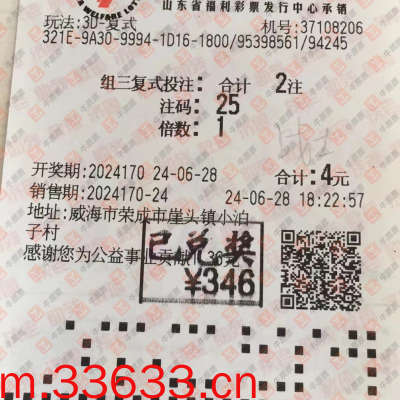 A WELFARE LOT
山东省福利彩票发行中心承销
玩法:3D-复式 机号:37108206
321E-9A30-9994-1D16-1800/95398561/94245
组三复式投注: 合计 2注
注码: 25
倍数: 1
开奖期:2024170 24-06-28 合计:4元
销售期:2024170-24 24-06-28 18:22:57
地址:威海市荣成市崖头镇小泊
子村
感谢您为公益事业贡献
已兑奖
¥346
m.33633.cn